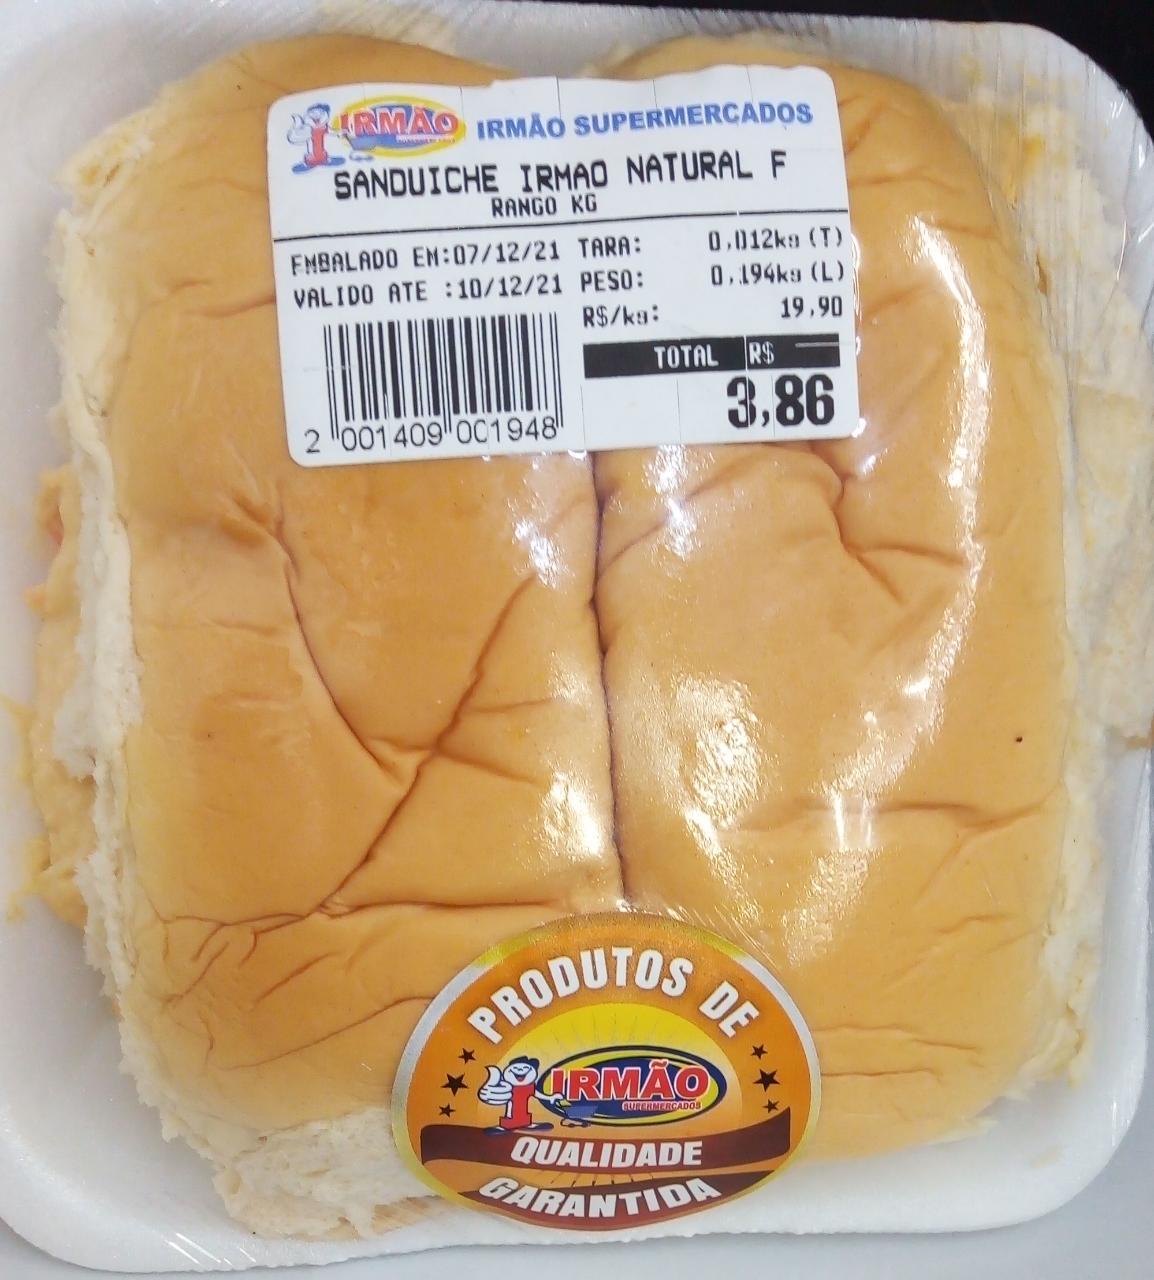 IRMÃO
IRMÃO SUPERMERCADOS
SANDUICHE IRMAO NATURAL F
RANGO KG
EMBALADO EM:07/12/21
VALIDO ATE :10/12/21
TARA: 0,012kg (T)
PESO: 0,194kg (L)
R$/kg: 19,90
TOTAL R$
3,86
2 001409 001948
PRODUTOS DE
IRMÃO
SUPERMERCADOS
QUALIDADE
GARANTIDA